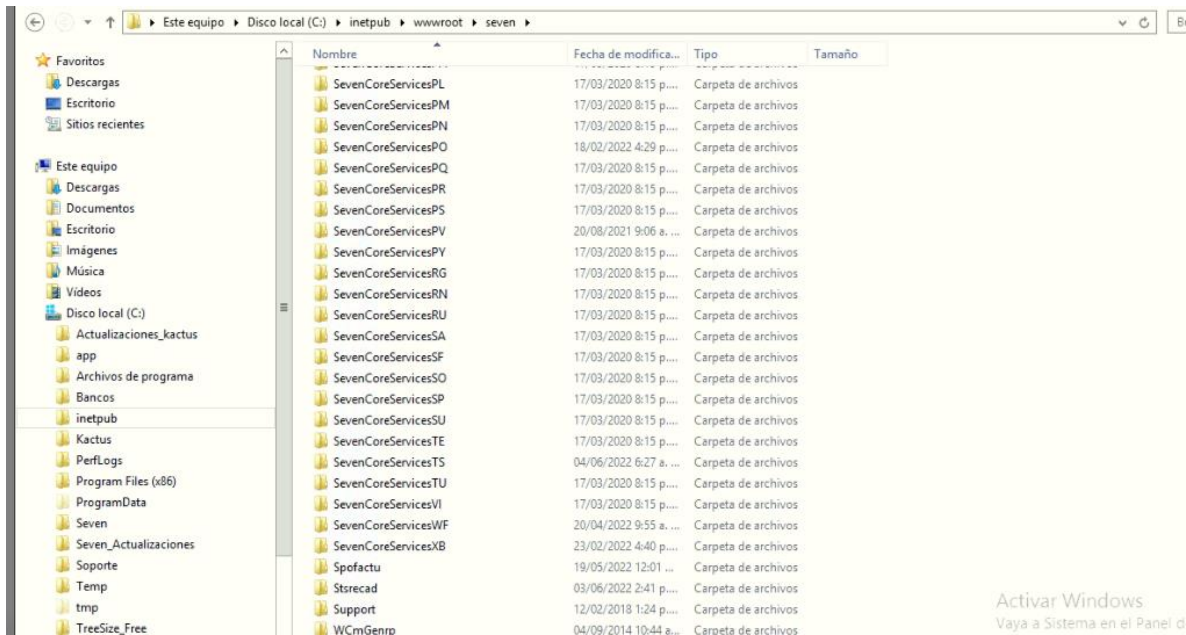 Este equipo Disco local (C:) inetpub wwwroot seven
Favoritos
Descargas
Escritorio
Sitios recientes
Este equipo
Descargas
Documentos
Escritorio
Imágenes
Música
Vídeos
Disco local (C:)
Actualizaciones_kactus
app
Archivos de programa
Bancos
inetpub
Kactus
PerfLogs
Program Files (x86)
ProgramData
Seven
Seven_Actualizaciones
Soporte
Temp
tmp
TreeSize_Free
Nombre Fecha de modifica... Tipo Tamaño
SevenCoreServicesPL 17/03/2020 8:15 p.... Carpeta de archivos
SevenCoreServicesPM 17/03/2020 8:15 p.... Carpeta de archivos
SevenCoreServicesPN 17/03/2020 8:15 p.... Carpeta de archivos
SevenCoreServicesPO 18/02/2022 4:29 p.... Carpeta de archivos
SevenCoreServicesPQ 17/03/2020 8:15 p.... Carpeta de archivos
SevenCoreServicesPR 17/03/2020 8:15 p.... Carpeta de archivos
SevenCoreServicesPS 17/03/2020 8:15 p.... Carpeta de archivos
SevenCoreServicesPV 20/08/2021 9:06 a. ... Carpeta de archivos
SevenCoreServicesPY 17/03/2020 8:15 p.... Carpeta de archivos
SevenCoreServicesRG 17/03/2020 8:15 p.... Carpeta de archivos
SevenCoreServicesRN 17/03/2020 8:15 p.... Carpeta de archivos
SevenCoreServicesRU 17/03/2020 8:15 p.... Carpeta de archivos
SevenCoreServicesSA 17/03/2020 8:15 p.... Carpeta de archivos
SevenCoreServicesSF 17/03/2020 8:15 p.... Carpeta de archivos
SevenCoreServicesSO 17/03/2020 8:15 p.... Carpeta de archivos
SevenCoreServicesSP 17/03/2020 8:15 p.... Carpeta de archivos
SevenCoreServicesSU 17/03/2020 8:15 p.... Carpeta de archivos
SevenCoreServicesTE 17/03/2020 8:15 p.... Carpeta de archivos
SevenCoreServicesTS 04/06/2022 6:27 a. ... Carpeta de archivos
SevenCoreServicesTU 17/03/2020 8:15 p.... Carpeta de archivos
SevenCoreServicesVI 17/03/2020 8:15 p.... Carpeta de archivos
SevenCoreServicesWF 20/04/2022 9:55 a. ... Carpeta de archivos
SevenCoreServicesXB 23/02/2022 4:40 p.... Carpeta de archivos
Spofactu 19/05/2022 12:01 ... Carpeta de archivos
Stsrecad 03/06/2022 2:41 p.... Carpeta de archivos
Support 12/02/2018 1:24 p.... Carpeta de archivos
WCmGenrp 04/09/2014 10:44 a... Carpeta de archivos
Activar Windows
Vaya a Sistema en el Panel d